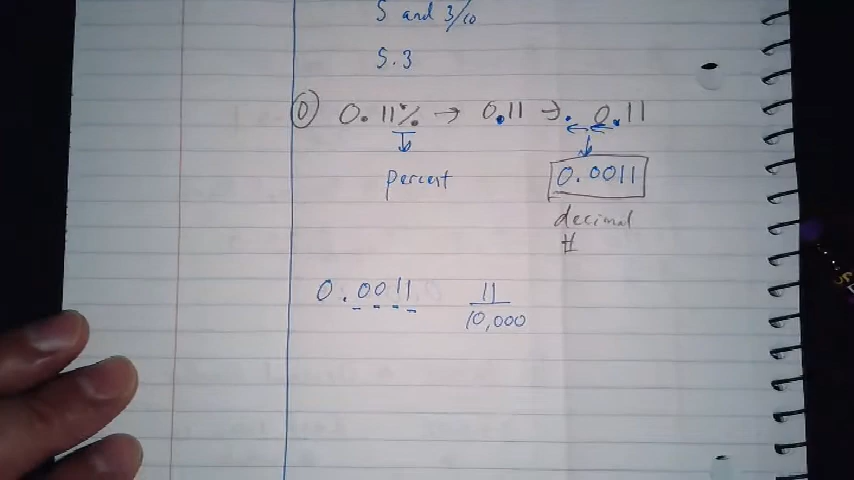 5 and 3/10
5.3
D 0.11% → 0.11 → . 0.11
percent 0.0011
decimal
#
0.0011 11/10,000